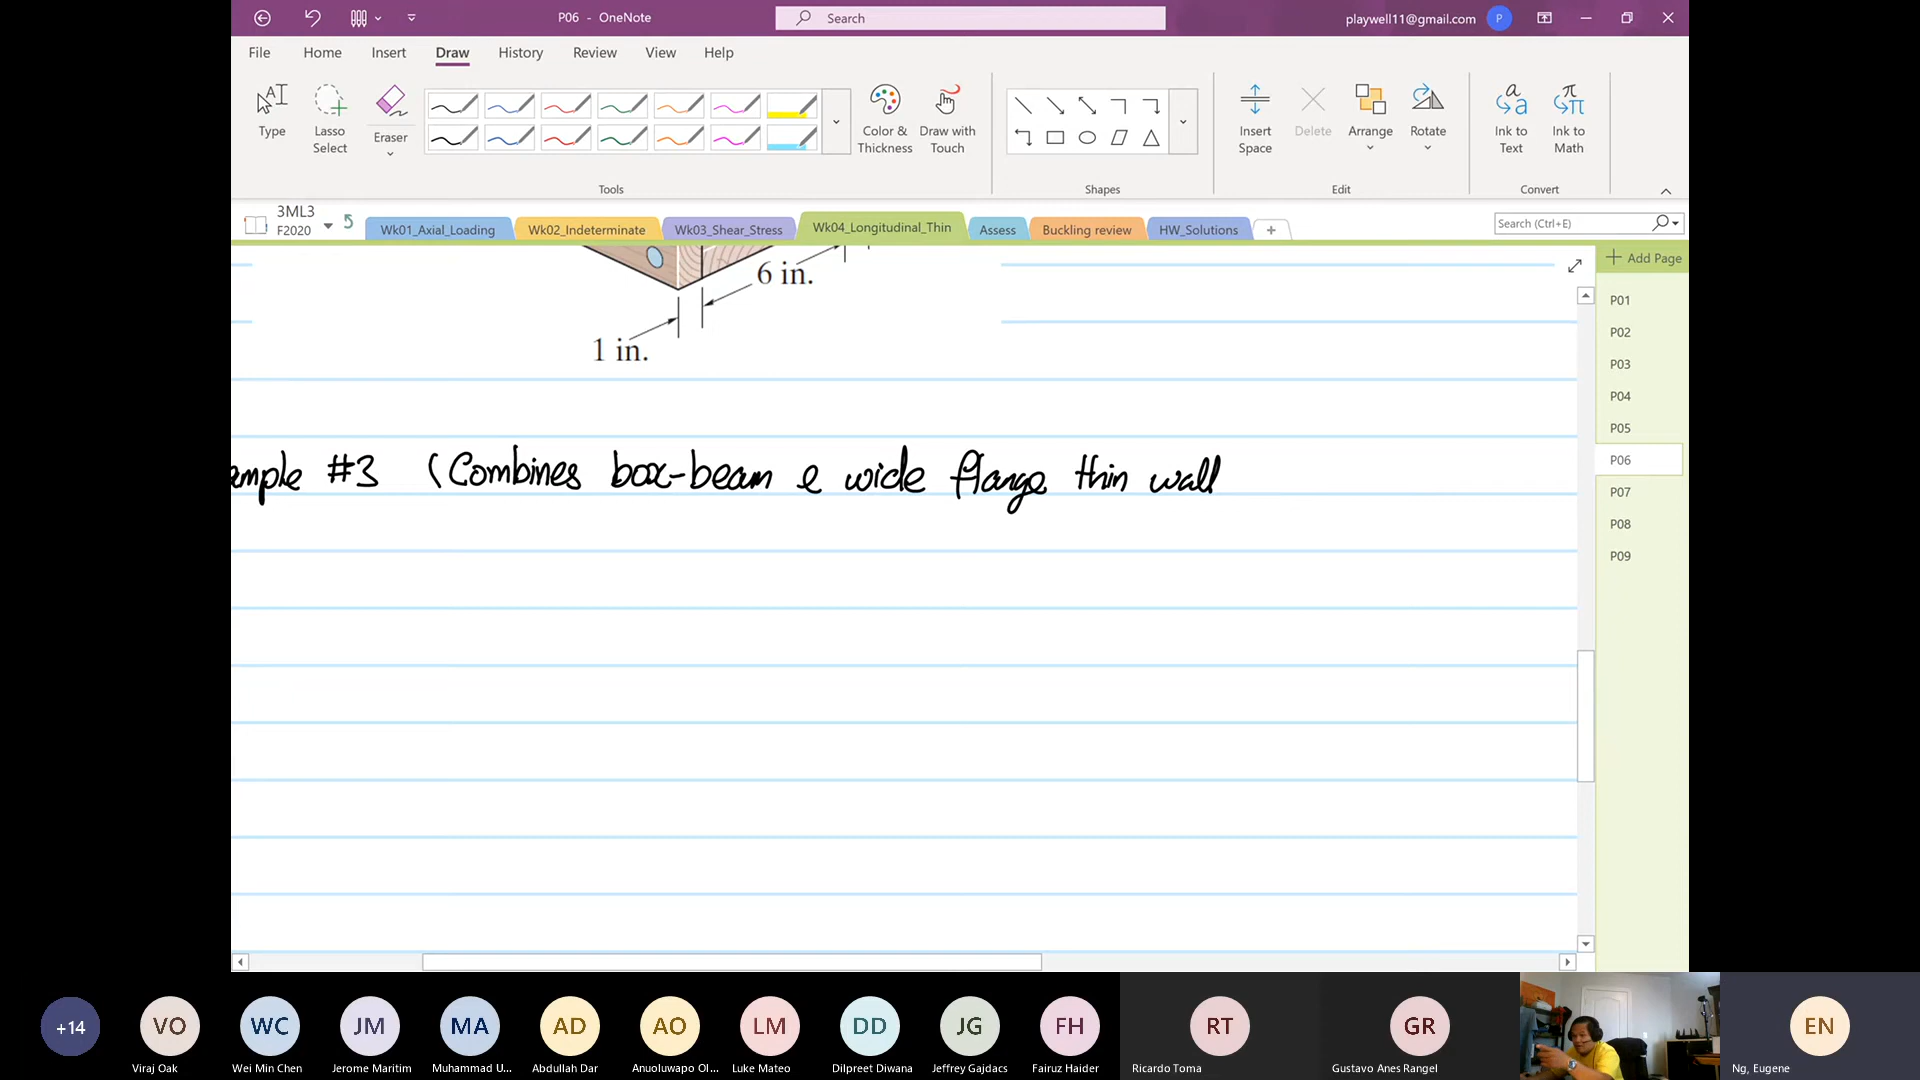 P06 - OneNote
Search
playwell11@gmail.com
P
File
Home
Insert
Draw
History
Review
View
Help
Type
Lasso Select
Eraser
Color & Thickness
Draw with Touch
Insert Space
Delete
Arrange
Rotate
Ink to Text
Ink to Math
Tools
Shapes
Edit
Convert
3ML3
F2020
Wk01_Axial_Loading
Wk02_Indeterminate
Wk03_Shear_Stress
Wk04_Longitudinal_Thin
Assess
Buckling review
HW_Solutions
Search (Ctrl+E)
Add Page
P01
P02
P03
P04
P05
P06
P07
P08
P09
6 in.
1 in.
ample #3 (Combines box-beam e wide flange thin wall
+14
VO
WC
JM
MA
AD
AO
LM
DD
JG
FH
RT
GR
EN
Viraj Oak
Wei Min Chen
Jerome Maritim
Muhammad U...
Abdullah Dar
Anuoluwapo Ol...
Luke Mateo
Dilpreet Diwana
Jeffrey Gajdacs
Fairuz Haider
Ricardo Toma
Gustavo Anes Rangel
Ng, Eugene